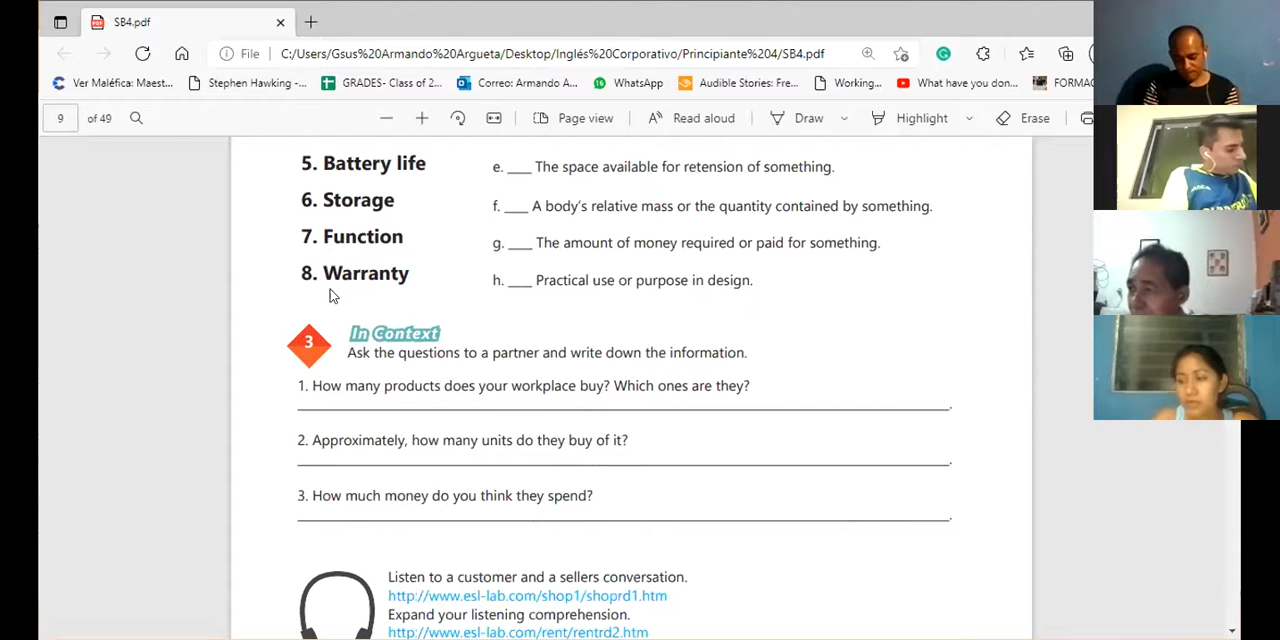 SB4.pdf
File C:/Users/Gsus%20Armando%20Argueta/Desktop/Inglés%20Corporativo/Principiante%204/SB4.pdf
Ver Maléfica: Maest... Stephen Hawking -... GRADES- Class of 2... Correo: Armando A... WhatsApp Audible Stories: Fre... Working... What have you don... FORMAC
9 of 49 Page view Read aloud Draw Highlight Erase
5. Battery life e. ___ The space available for retension of something.
6. Storage f. ___ A body's relative mass or the quantity contained by something.
7. Function g. ___ The amount of money required or paid for something.
8. Warranty h. ___ Practical use or purpose in design.
3 In Context
Ask the questions to a partner and write down the information.
1. How many products does your workplace buy? Which ones are they?
2. Approximately, how many units do they buy of it?
3. How much money do you think they spend?
Listen to a customer and a sellers conversation.
http://www.esl-lab.com/shop1/shoprd1.htm
Expand your listening comprehension.
http://www.esl-lab.com/rent/rentrd2.htm